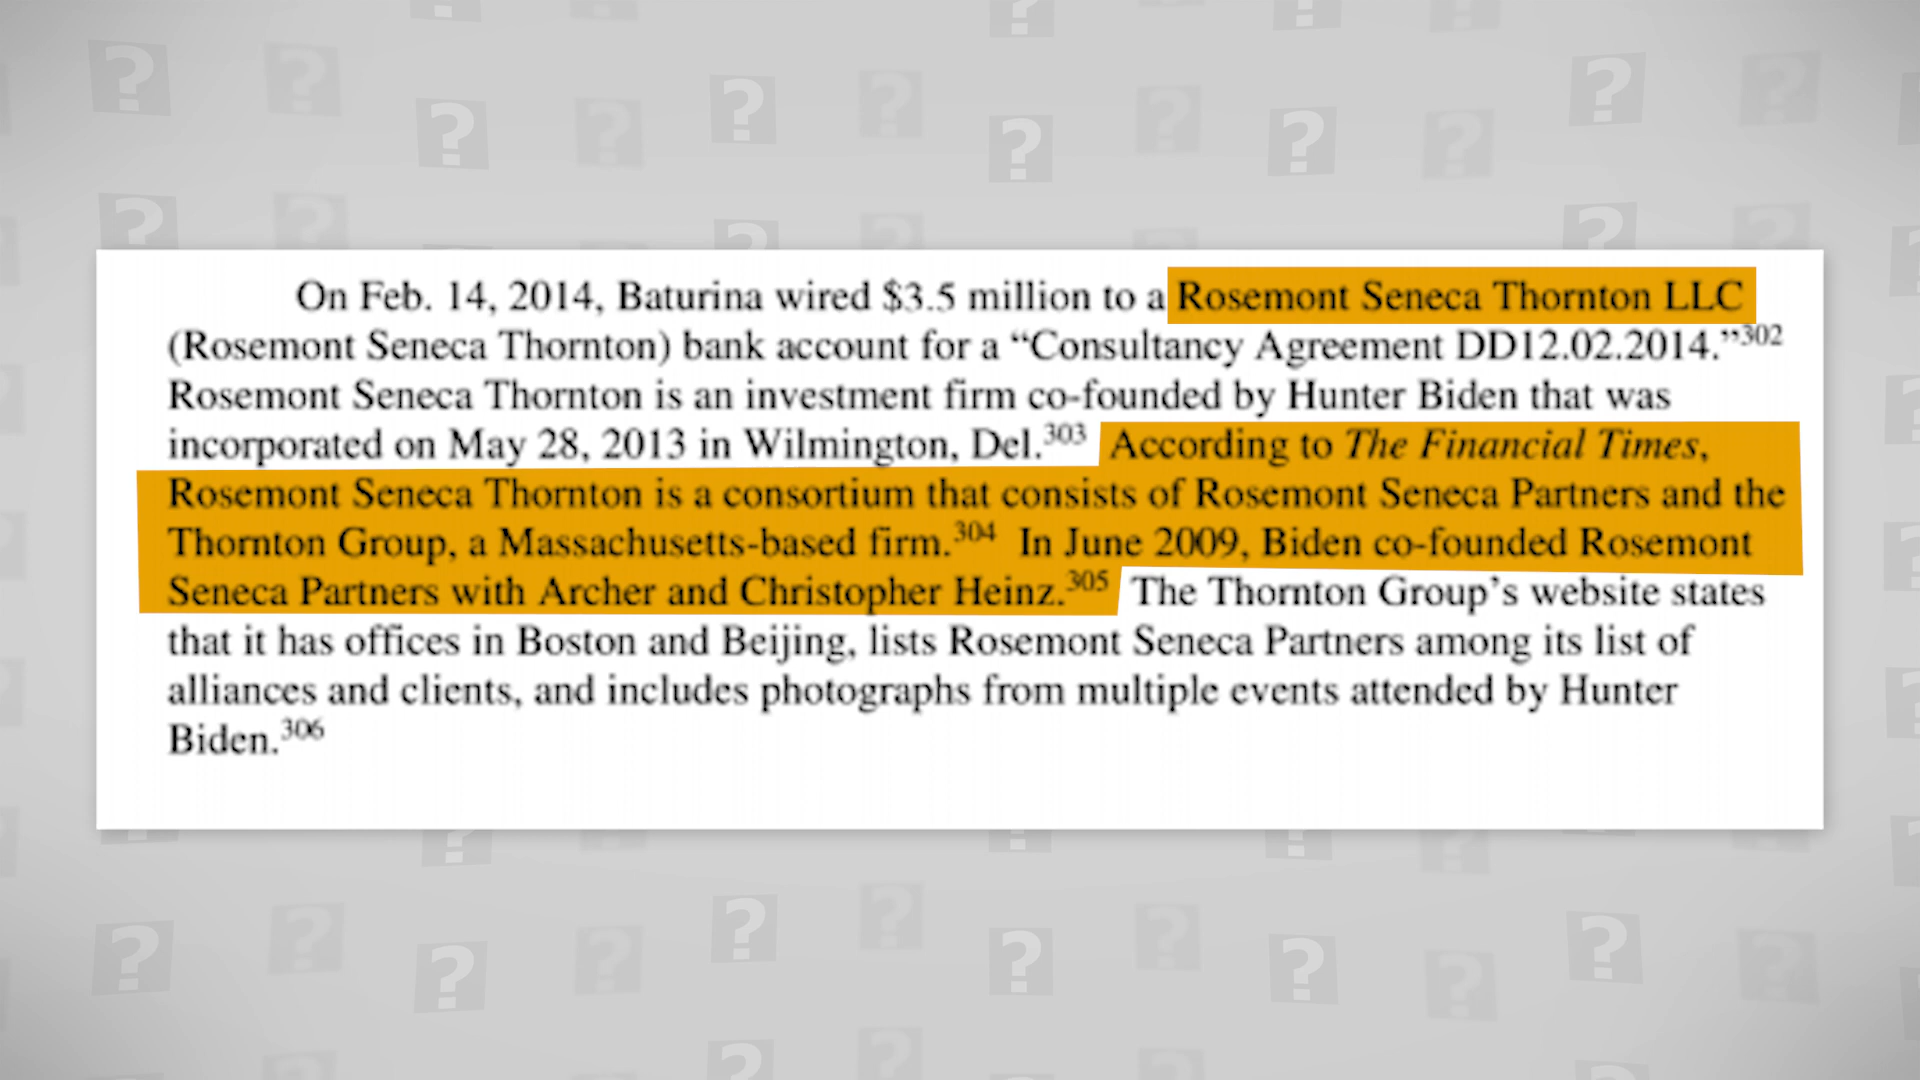 On Feb. 14, 2014, Baturina wired $3.5 million to a Rosemont Seneca Thornton LLC
(Rosemont Seneca Thornton) bank account for a “Consultancy Agreement DD12.02.2014.”302
Rosemont Seneca Thornton is an investment firm co-founded by Hunter Biden that was
incorporated on May 28, 2013 in Wilmington, Del.303 According to The Financial Times,
Rosemont Seneca Thornton is a consortium that consists of Rosemont Seneca Partners and the
Thornton Group, a Massachusetts-based firm.304 In June 2009, Biden co-founded Rosemont
Seneca Partners with Archer and Christopher Heinz.305 The Thornton Group’s website states
that it has offices in Boston and Beijing, lists Rosemont Seneca Partners among its list of
alliances and clients, and includes photographs from multiple events attended by Hunter
Biden.306